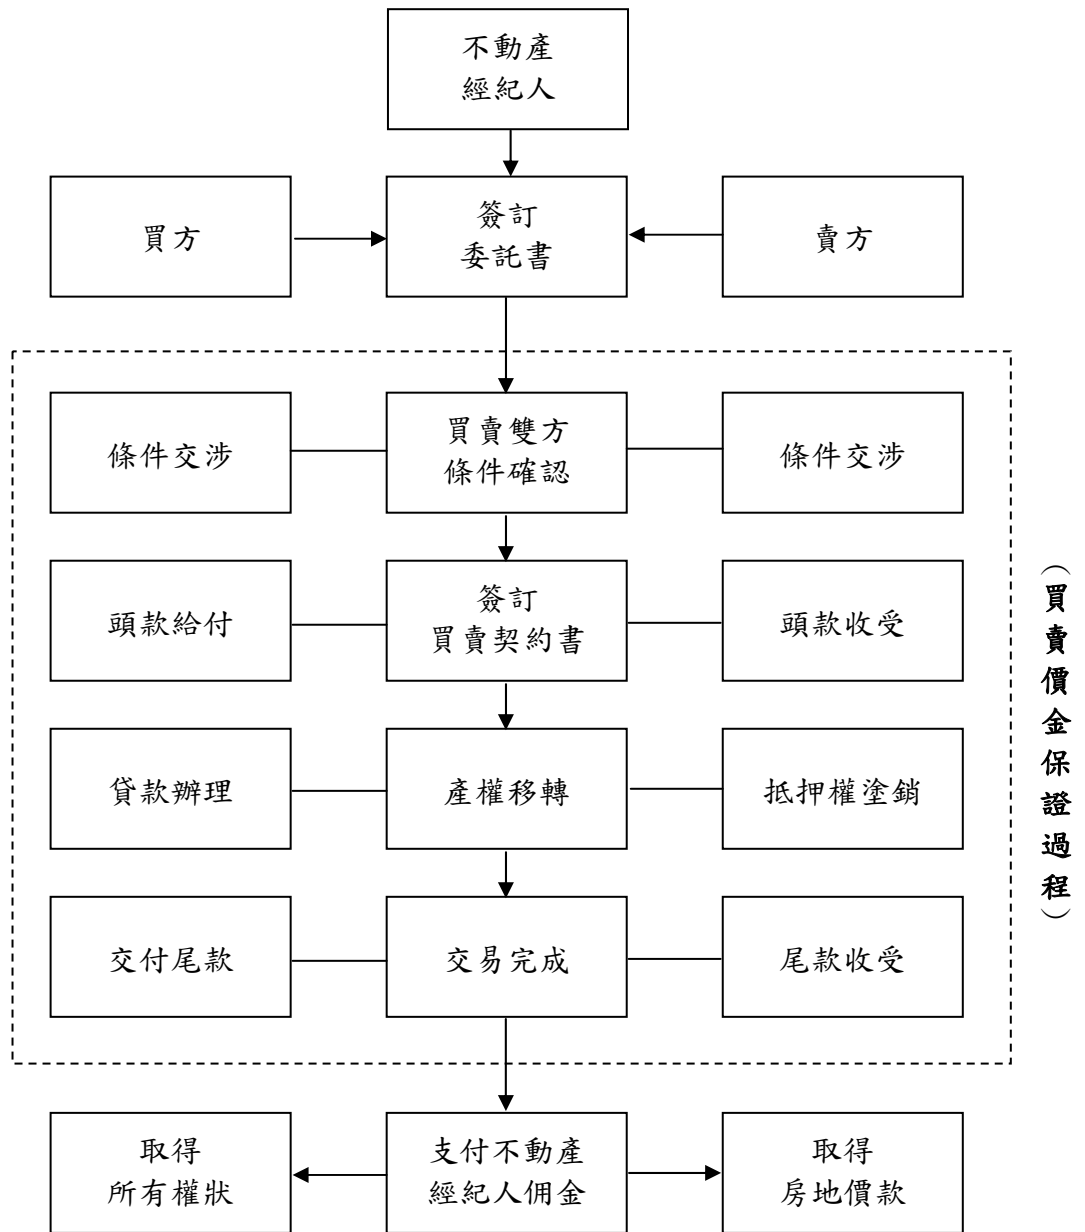 不動產
經紀人
買方
簽訂
委託書
賣方
條件交涉
買賣雙方
條件確認
條件交涉
頭款給付
簽訂
買賣契約書
頭款收受
貸款辦理
產權移轉
抵押權塗銷
交付尾款
交易完成
尾款收受
（買賣價金保證過程）
取得
所有權狀
支付不動產
經紀人佣金
取得
房地價款